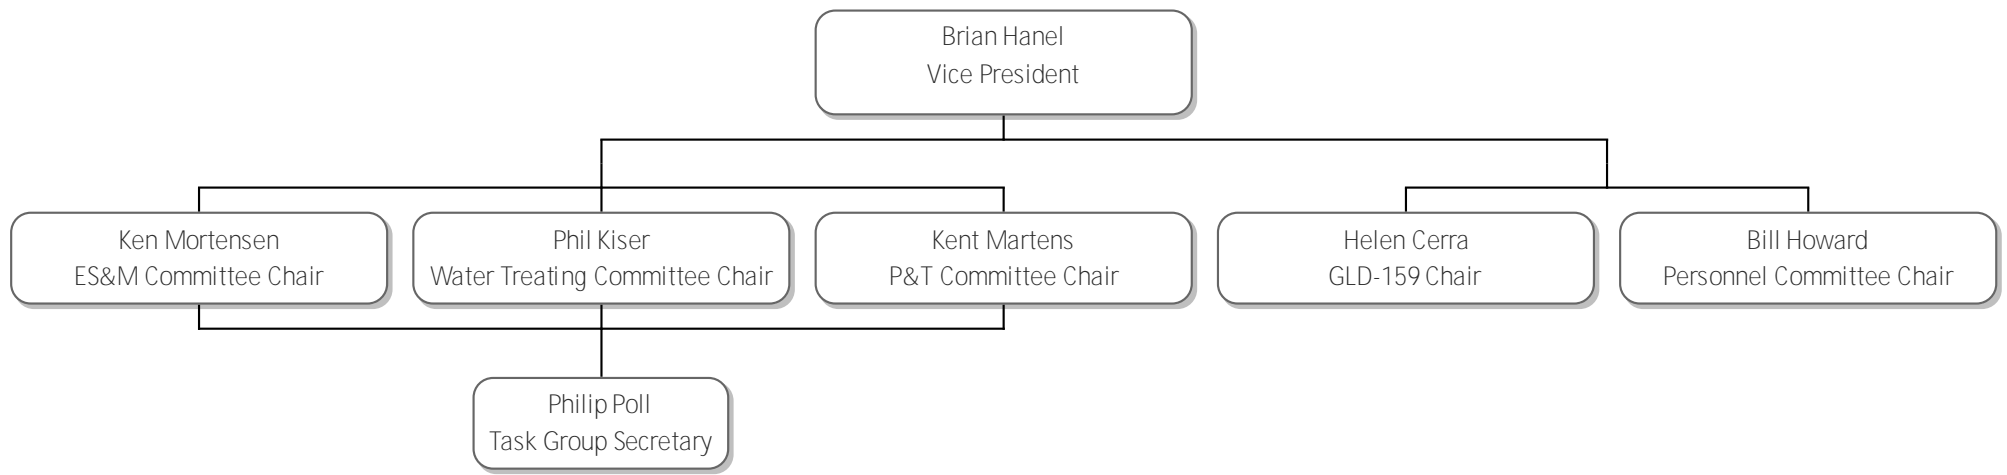 Brian Hanel
Vice President
Ken Mortensen
ES&M Committee Chair
Phil Kiser
Water Treating Committee Chair
Kent Martens
P&T Committee Chair
Helen Cerra
GLD-159 Chair
Bill Howard
Personnel Committee Chair
Philip Poll
Task Group Secretary